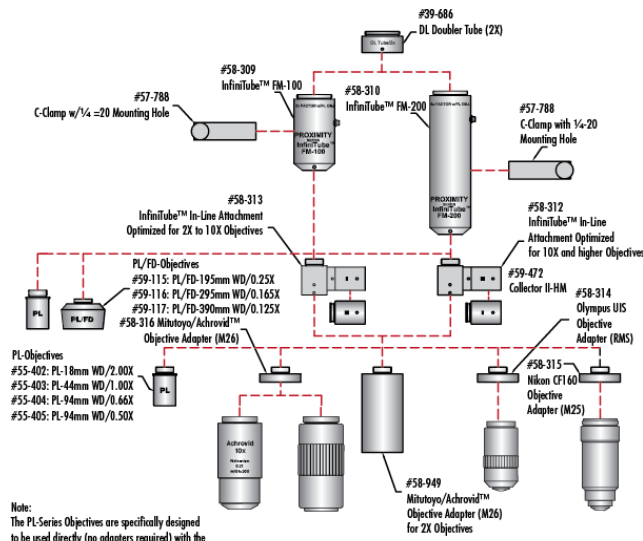 #39-686
DL Doubler Tube (2X)
DL Tube/2x
#58-309
InfiniTube™ FM-100
#58-310
InfiniTube™ FM-200
#57-788
C-Clamp w/¼ =20 Mounting Hole
PROXIMITY
InfiniTube™
FM-100
#57-788
C-Clamp with ¼-20
Mounting Hole
PROXIMITY
InfiniTube™
FM-200
#58-313
InfiniTube™ In-Line Attachment
Optimized for 2X to 10X Objectives
#58-312
InfiniTube™ In-Line
Attachment Optimized
for 10X and higher Objectives
#59-472
Collector II-HM
PL
PL/FD
PL/FD-Objectives
#59-115: PL/FD-195mm WD/0.25X
#59-116: PL/FD-295mm WD/0.165X
#59-117: PL/FD-390mm WD/0.125X
#58-316 Mitutoyo/Achrovid™
Objective Adapter (M26)
#58-314
Olympus UIS
Objective
Adapter (RMS)
#58-315
Nikon CF160
Objective
Adapter (M25)
PL-Objectives
#55-402: PL-18mm WD/2.00X
#55-403: PL-44mm WD/1.00X
#55-404: PL-94mm WD/0.66X
#55-405: PL-94mm WD/0.50X
PL
Achrovid
10x
#58-949
Mitutoyo/Achrovid™
Objective Adapter (M26)
for 2X Objectives
Note:
The PL-Series Objectives are specifically designed
to be used directly (no adapters required) with the